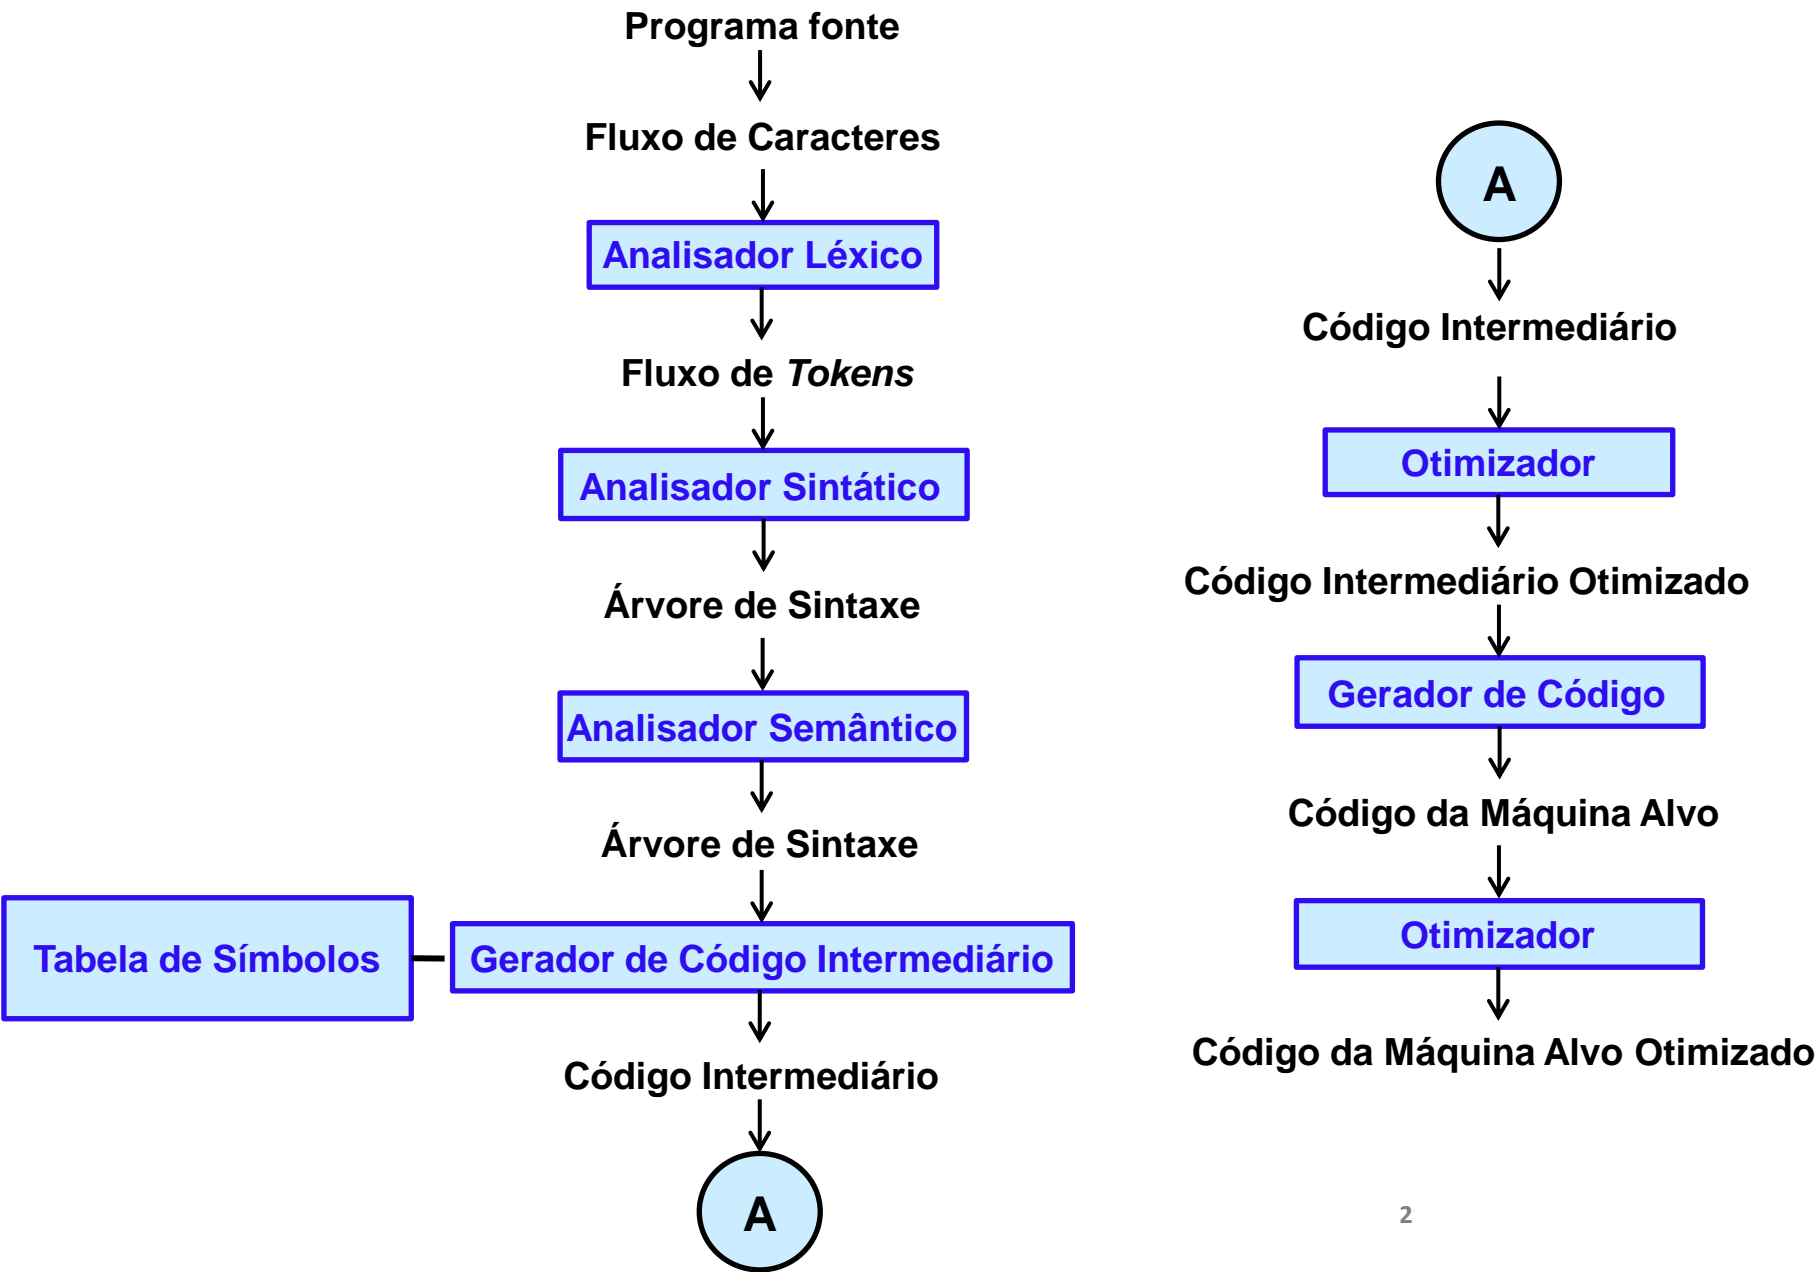 Programa fonte
Fluxo de Caracteres
Analisador Léxico
Fluxo de Tokens
Analisador Sintático
Árvore de Sintaxe
Analisador Semântico
Árvore de Sintaxe
Tabela de Símbolos
Gerador de Código Intermediário
Código Intermediário
A
A
Código Intermediário
Otimizador
Código Intermediário Otimizado
Gerador de Código
Código da Máquina Alvo
Otimizador
Código da Máquina Alvo Otimizado
2